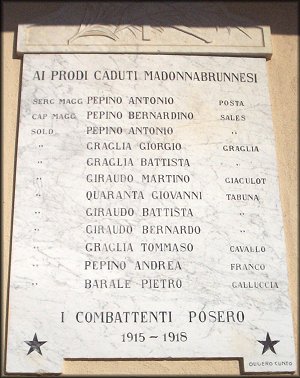 AI PRODI CADUTI MADONNABRUNNESI
SERG MAGG PEPINO ANTONIO POSTA
CAP MAGG PEPINO BERNARDINO SALES
SOLD PEPINO ANTONIO "
" GRAGLIA GIORGIO GRAGLIA
" GRAGLIA BATTISTA "
" GIRAUDO MARTINO GIACULOT
" QUARANTA GIOVANNI TABUNA
" GIRAUDO BATTISTA "
" GIRAUDO BERNARDO "
" GRAGLIA TOMMASO CAVALLO
" PEPINO ANDREA FRANCO
" BARALE PIETRO GALLUCCIA
I COMBATTENTI POSERO
1915-1918
CUNEO